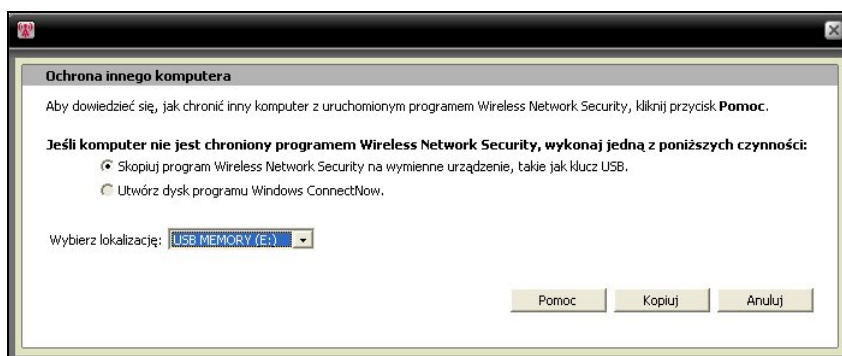 Ochrona innego komputera
Aby dowiedzieć się, jak chronić inny komputer z uruchomionym programem Wireless Network Security, kliknij przycisk Pomoc.
Jeśli komputer nie jest chroniony programem Wireless Network Security, wykonaj jedną z poniższych czynności:
Skopiuj program Wireless Network Security na wymienne urządzenie, takie jak klucz USB.
Utwórz dysk programu Windows ConnectNow.
Wybierz lokalizację: USB MEMORY (E:)
Pomoc Kopiuj Anuluj